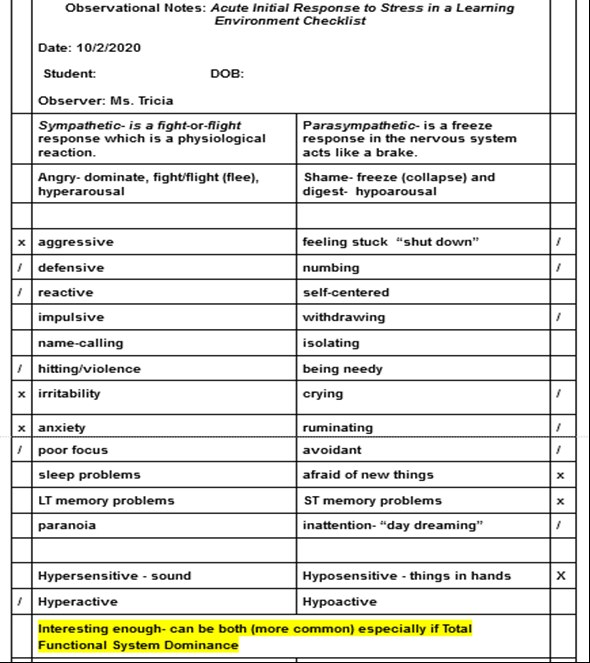 Observational Notes: Acute Initial Response to Stress in a Learning
Environment Checklist
Date: 10/2/2020
Student: DOB:
Observer: Ms. Tricia
Sympathetic- is a fight-or-flight
response which is a physiological
reaction.
Parasympathetic- is a freeze
response in the nervous system
acts like a brake.
Angry- dominate, fight/flight (flee),
hyperarousal
Shame- freeze (collapse) and
digest- hypoarousal
x aggressive feeling stuck “shut down” /
/ defensive numbing /
/ reactive self-centered
impulsive withdrawing /
name-calling isolating
/ hitting/violence being needy
x irritability crying /
x anxiety ruminating /
/ poor focus avoidant /
sleep problems afraid of new things x
LT memory problems ST memory problems x
paranoia inattention- “day dreaming” /
Hypersensitive - sound Hyposensitive - things in hands X
/ Hyperactive Hypoactive
Interesting enough- can be both (more common) especially if Total
Functional System Dominance